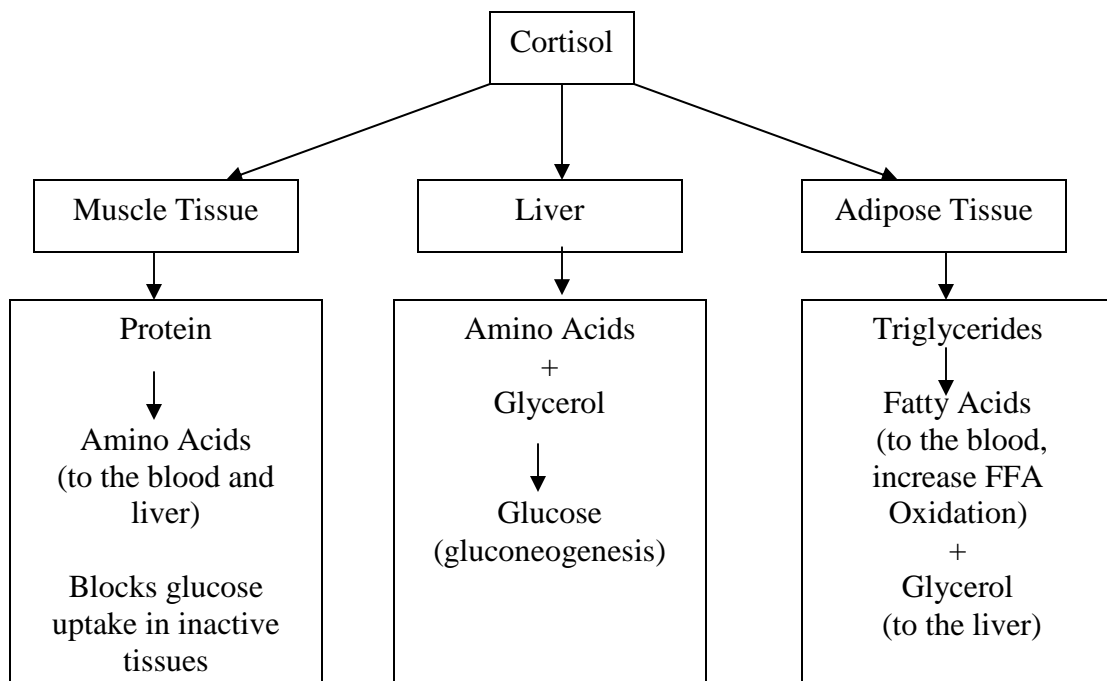 Cortisol
Muscle Tissue
Liver
Adipose Tissue
Protein
Amino Acids
(to the blood and
liver)
Blocks glucose
uptake in inactive
tissues
Amino Acids
+
Glycerol
Glucose
(gluconeogenesis)
Triglycerides
Fatty Acids
(to the blood,
increase FFA
Oxidation)
+
Glycerol
(to the liver)